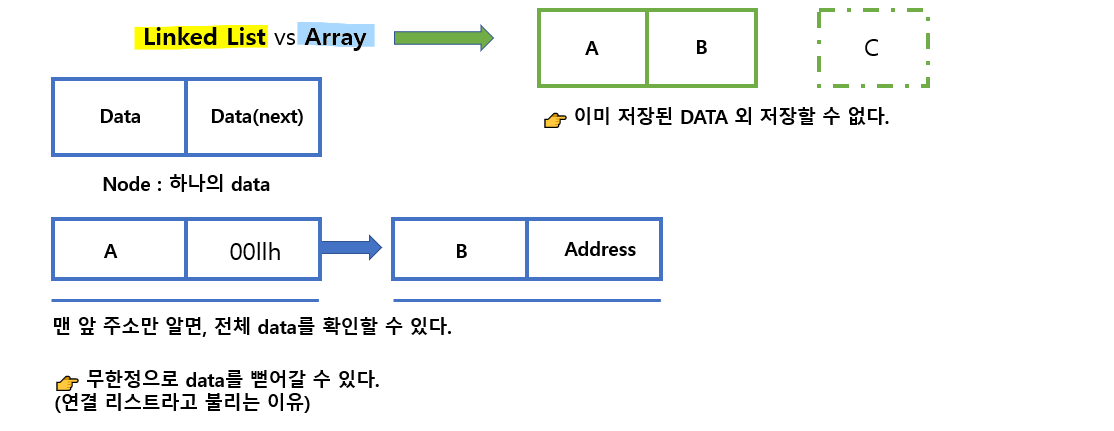 Linked List vs Array
A
B
C
👉 이미 저장된 DATA 외 저장할 수 없다.
Data
Data(next)
Node : 하나의 data
A
00llh
B
Address
맨 앞 주소만 알면, 전체 data를 확인할 수 있다.
👉 무한정으로 data를 뻗어갈 수 있다.
(연결 리스트라고 불리는 이유)